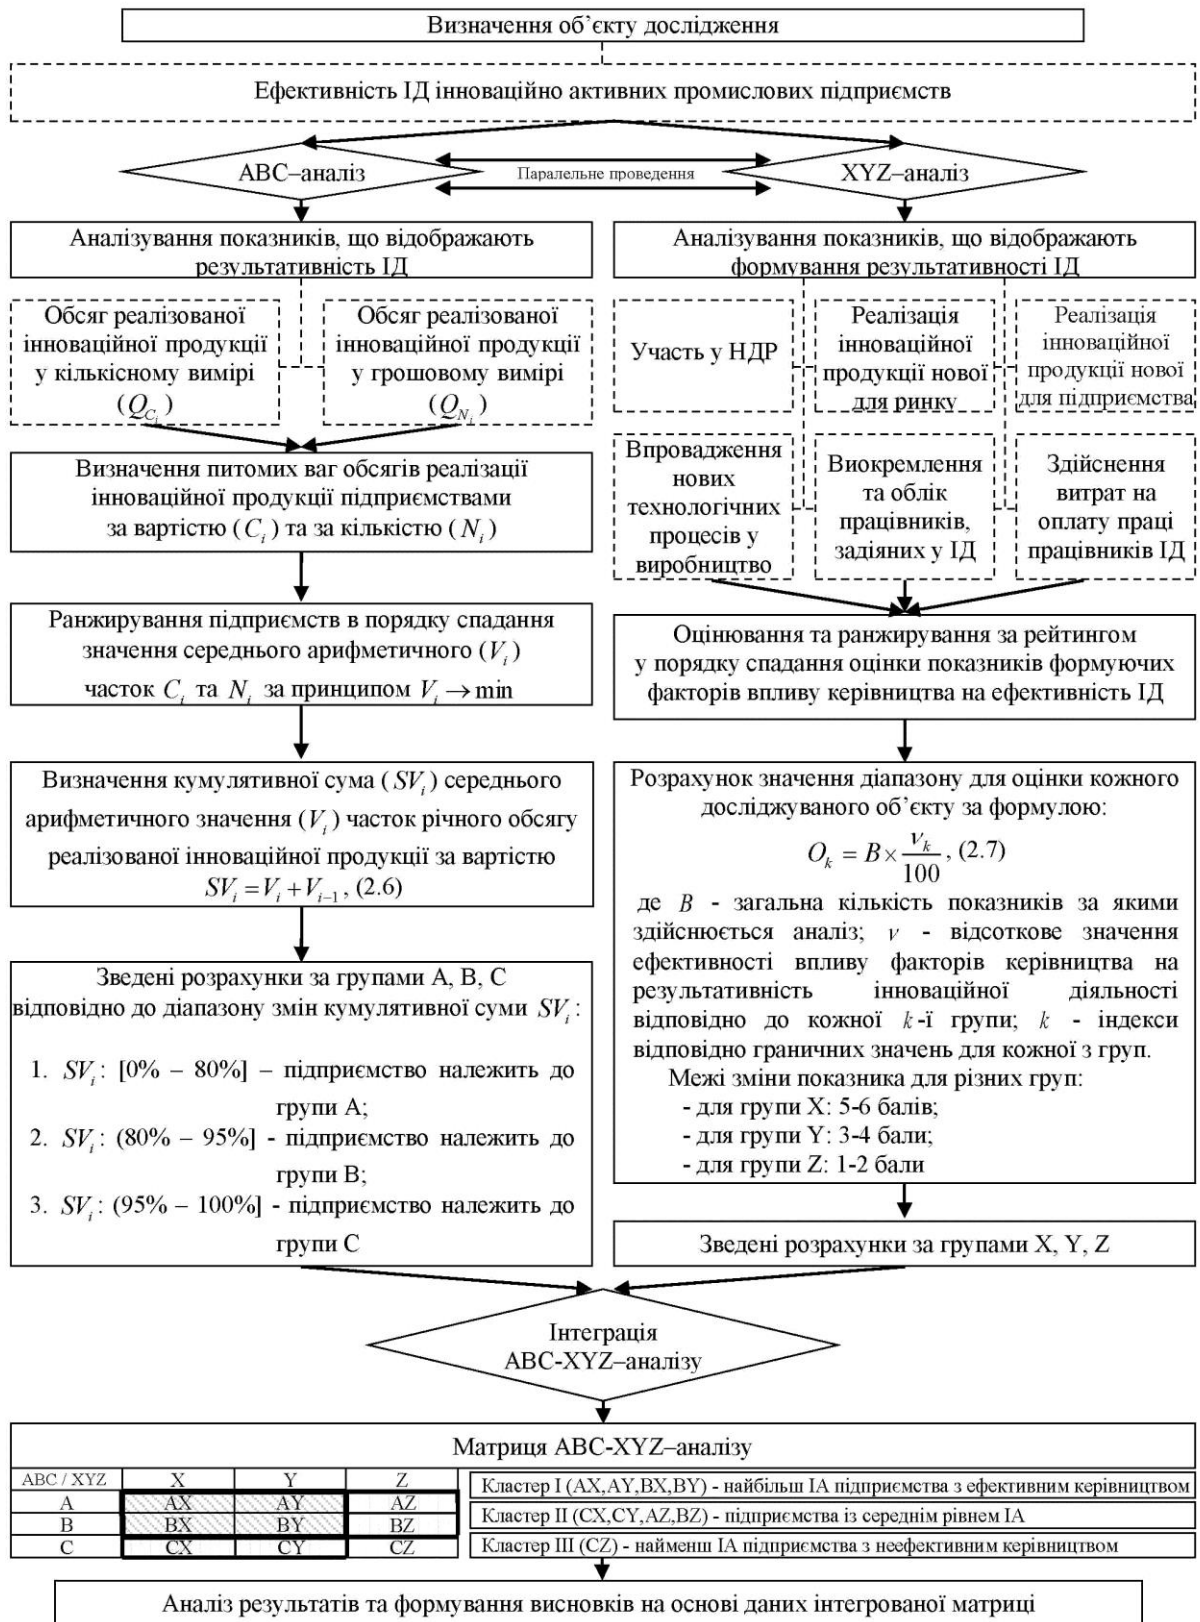 Визначення об’єкту дослідження
Ефективність ІД інноваційно активних промислових підприємств
АВС–аналіз
Паралельне проведення
XYZ–аналіз
Аналізування показників, що відображають
результативність ІД
Аналізування показників, що відображають
формування результативності ІД
Обсяг реалізованої
інноваційної продукції
у кількісному вимірі
(Q_{C_i})
Обсяг реалізованої
інноваційної продукції
у грошовому вимірі
(Q_{N_i})
Участь у НДР
Реалізація
інноваційної
продукції нової
для ринку
Реалізація
інноваційної
продукції нової
для підприємства
Визначення питомих ваг обсягів реалізації
інноваційної продукції підприємствами
за вартістю (C_i) та за кількістю (N_i)
Впровадження
нових
технологічних
процесів у
виробництво
Виокремлення
та облік
працівників,
задіяних у ІД
Здійснення
витрат на
оплату праці
працівників ІД
Ранжирування підприємств в порядку спадання
значення середнього арифметичного (V_i)
часток C_i та N_i за принципом V_i → min
Оцінювання та ранжирування за рейтингом
у порядку спадання оцінки показників формуючих
факторів впливу керівництва на ефективність ІД
Визначення кумулятивної сума (SV_i) середнього
арифметичного значення (V_i) часток річного обсягу
реалізованої інноваційної продукції за вартістю
SV_i = V_i + V_{i−1}, (2.6)
Розрахунок значення діапазону для оцінки кожного
досліджуваного об’єкту за формулою:
O_k = B × ν_k / 100, (2.7)
де B - загальна кількість показників за якими
здійснюється аналіз; ν - відсоткове значення
ефективності впливу факторів керівництва на
результативність інноваційної діяльності
відповідно до кожної k-ї групи; k - індекси
відповідно граничних значень для кожної з груп.
Межі зміни показника для різних груп:
- для групи X: 5-6 балів;
- для групи Y: 3-4 бали;
- для групи Z: 1-2 бали
Зведені розрахунки за групами А, В, С
відповідно до діапазону змін кумулятивної суми SV_i:
1. SV_i: [0% – 80%] – підприємство належить до
групи А;
2. SV_i: (80% – 95%] - підприємство належить до
групи В;
3. SV_i: (95% – 100%] - підприємство належить до
групи С
Зведені розрахунки за групами X, Y, Z
Інтеграція
ABC-XYZ–аналізу
Матриця ABC-XYZ–аналізу
ABC / XYZ X Y Z
A AX AY AZ
B BX BY BZ
C CX CY CZ
Кластер I (AX,AY,BX,BY) - найбільш ІА підприємства з ефективним керівництвом
Кластер II (CX,CY,AZ,BZ) - підприємства із середнім рівнем ІА
Кластер III (CZ) - найменш ІА підприємства з неефективним керівництвом
Аналіз результатів та формування висновків на основі даних інтегрованої матриці